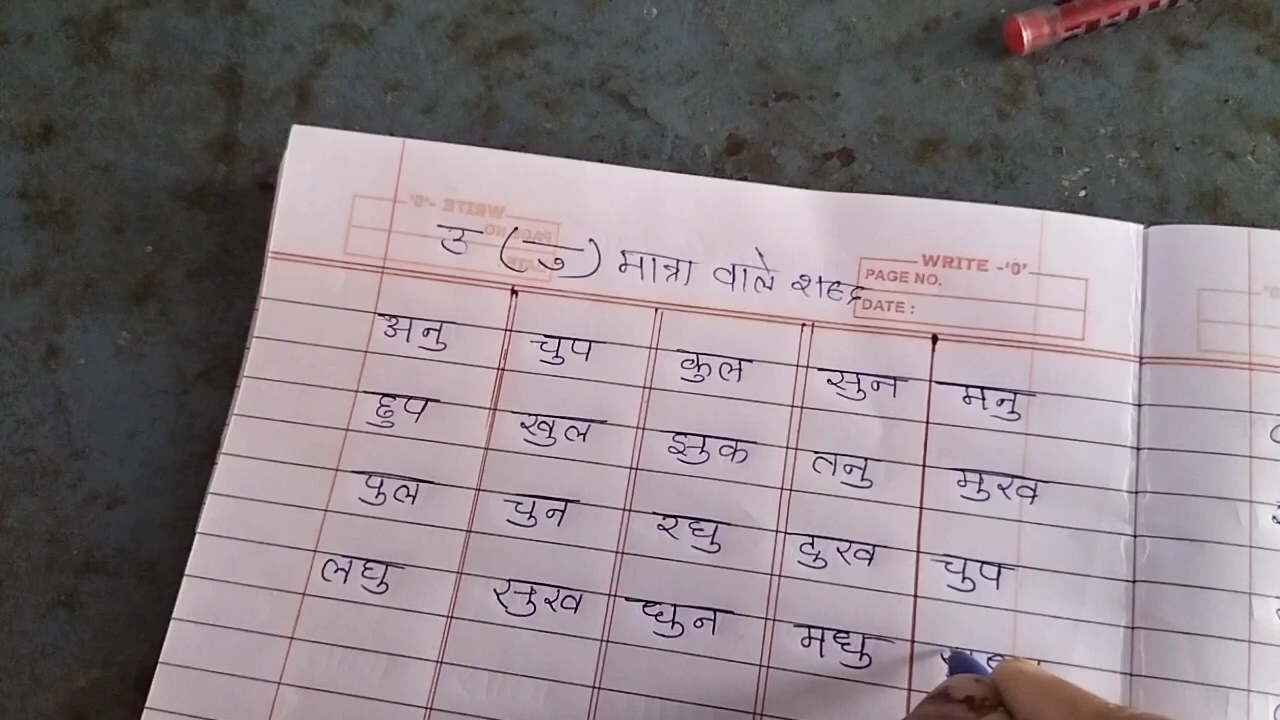 WRITE -'0'
उ ( ु ) मात्रा वाले शब्द
PAGE NO.
DATE :
अनु चुप कुल सुन मनु
छुप खुल झुक तनु मुख
पुल चुन रघु दुख चुप
लघु सुख धुन मधु